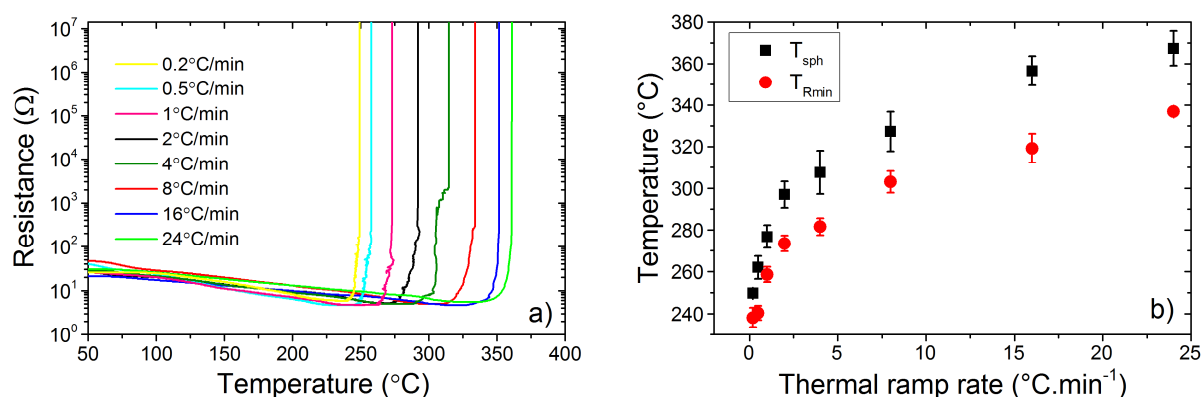 10⁷
10⁶
10⁵
10⁴
10³
10²
10¹
10⁰
Resistance (Ω)
0.2°C/min
0.5°C/min
1°C/min
2°C/min
4°C/min
8°C/min
16°C/min
24°C/min
a)
50 100 150 200 250 300 350 400
Temperature (°C)
380
360
340
320
300
280
260
240
Temperature (°C)
T_sph
T_Rmin
b)
0 5 10 15 20 25
Thermal ramp rate (°C.min⁻¹)